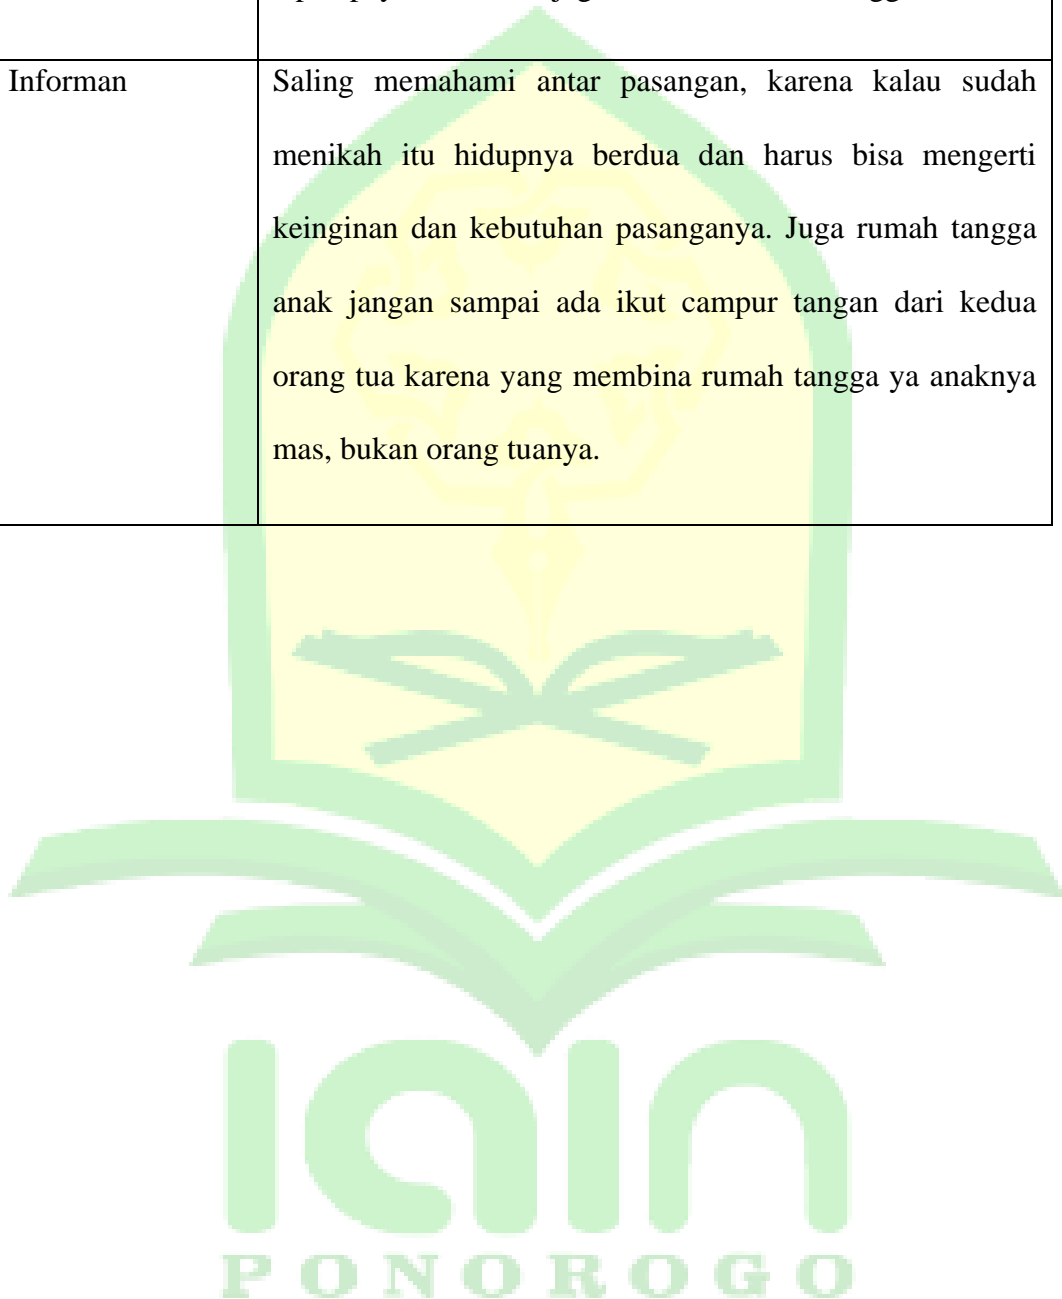 Informan
Saling memahami antar pasangan, karena kalau sudah
menikah itu hidupnya berdua dan harus bisa mengerti
keinginan dan kebutuhan pasanganya. Juga rumah tangga
anak jangan sampai ada ikut campur tangan dari kedua
orang tua karena yang membina rumah tangga ya anaknya
mas, bukan orang tuanya.
IAIN
PONOROGO